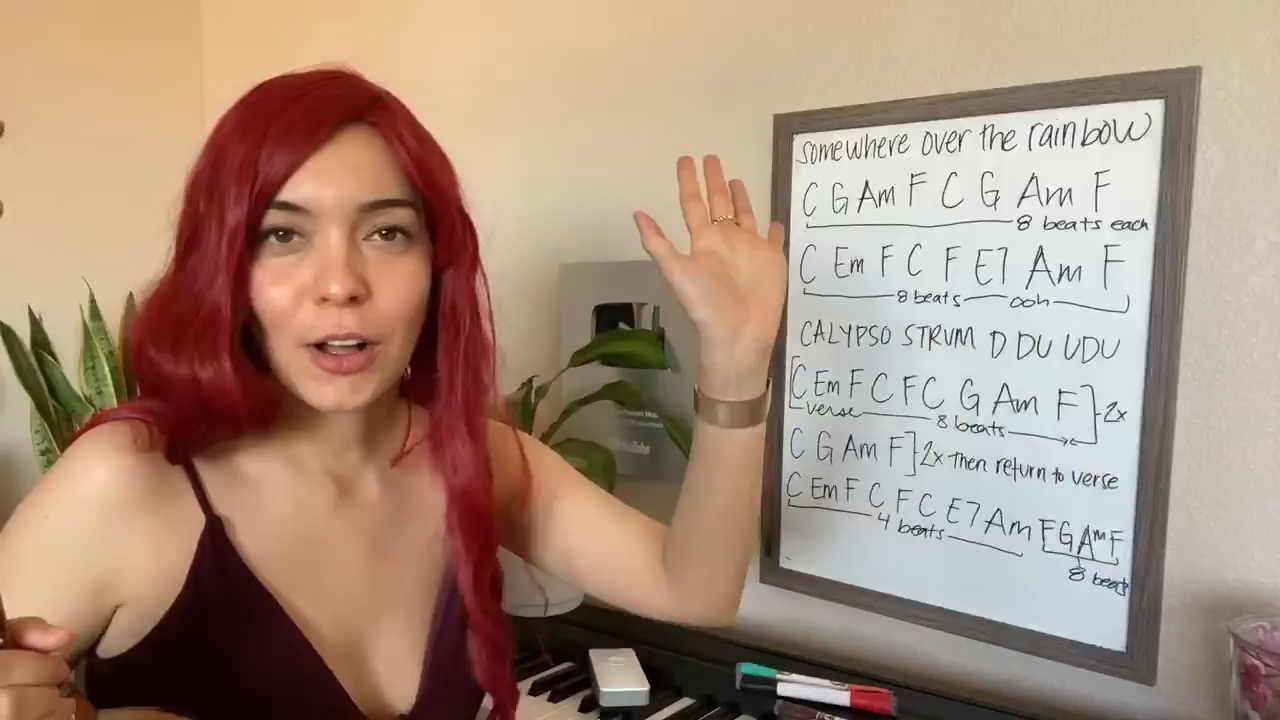 somewhere over the rainbow
C G Am F C G Am F
8 beats each
C Em F C F E7 Am F
8 beats ooh
CALYPSO STRUM D DU UDU
[C Em F C F C G Am F] 2x
verse 8 beats
C G Am F] 2x then return to verse
C Em F C F C E7 Am F G Am F
4 beats
8 beats